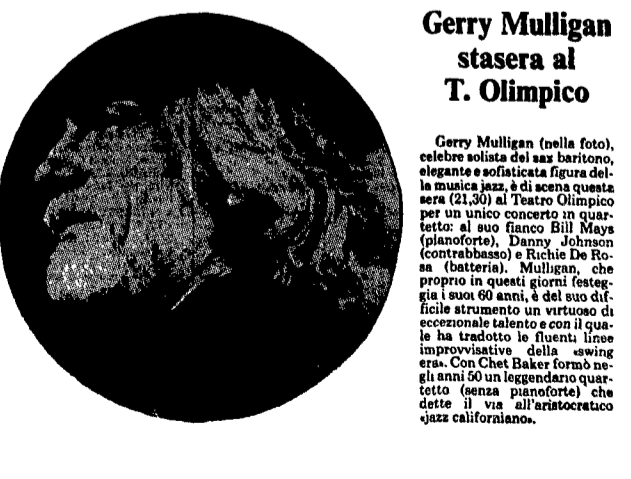 Gerry Mulligan
stasera al
T. Olimpico
Gerry Mulligan (nella foto),
celebre solista del sax baritono,
elegante e sofisticata figura del-
la musica jazz, è di scena questa
sera (21,30) al Teatro Olimpico
per un unico concerto in quar-
tetto: al suo fianco Bill Mays
(pianoforte), Danny Johnson
(contrabbasso) e Richie De Ro-
sa (batteria). Mulligan, che
proprio in questi giorni festeg-
gia i suoi 60 anni, è del suo dif-
ficile strumento un virtuoso di
eccezionale talento e con il qua-
le ha tradotto le fluenti linee
improvvisative della «swing
era». Con Chet Baker formò ne-
gli anni 50 un leggendario quar-
tetto (senza pianoforte) che
dette il via all'aristocratico
«jazz californiano».